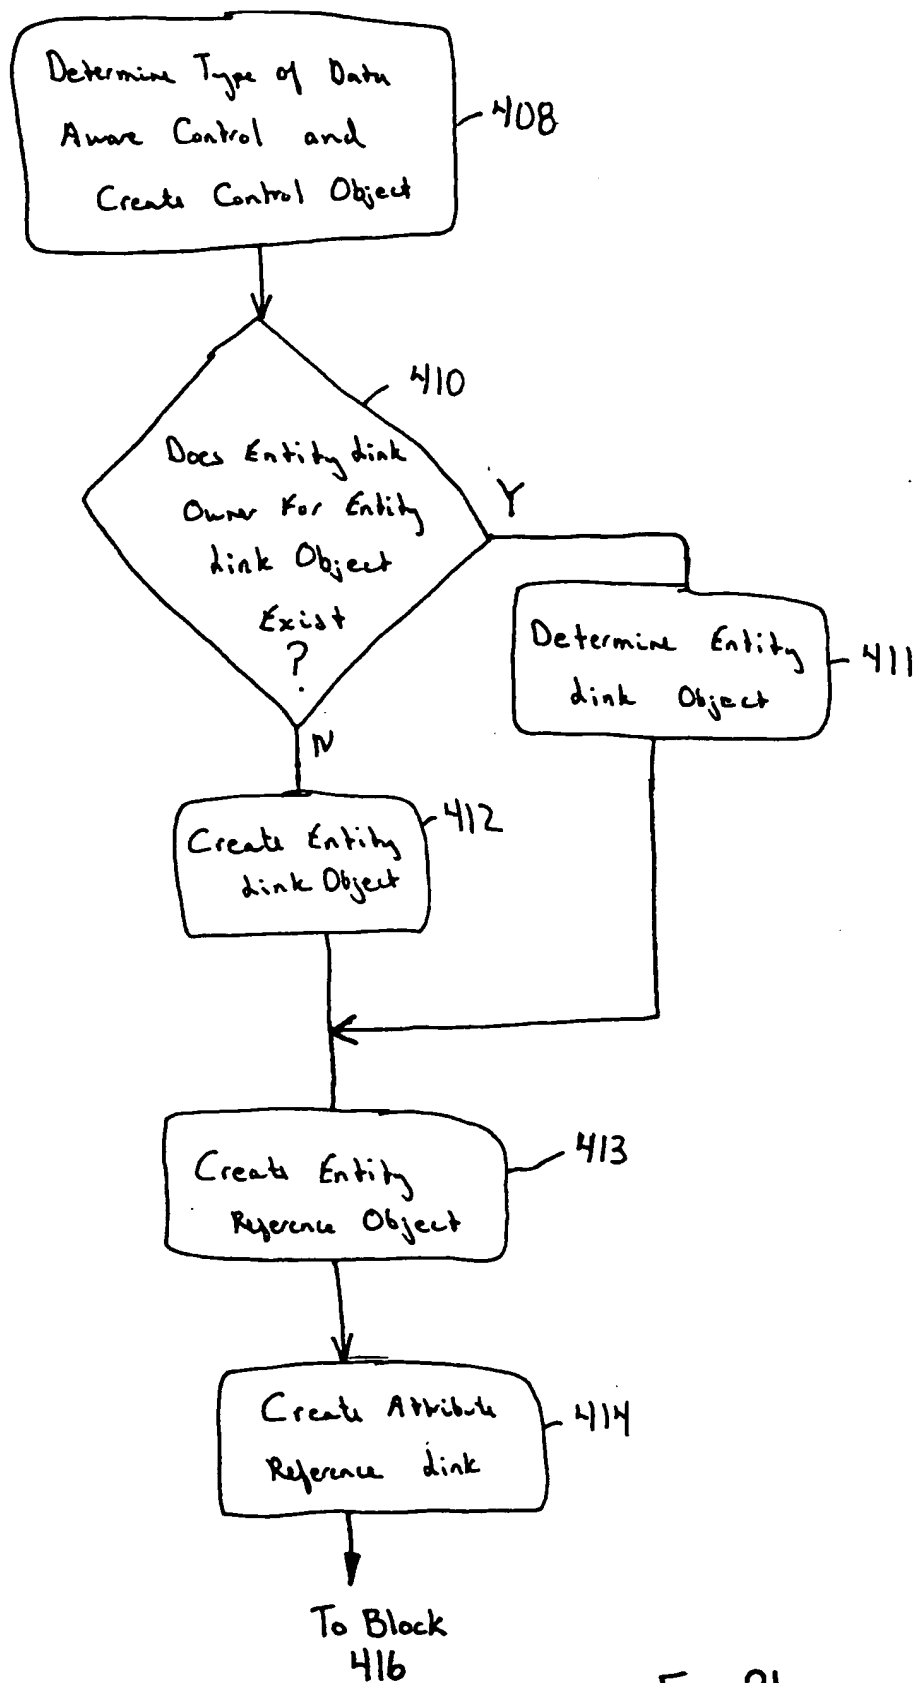 Determine Type of Data
Aware Control and
Create Control Object
408
410
Does Entity Link
Owner For Entity
Link Object
Exist
?
Y
Determine Entity
Link Object
411
N
Create Entity
Link Object
412
Create Entity
Reference Object
413
Create Attribute
Reference Link
414
To Block
416